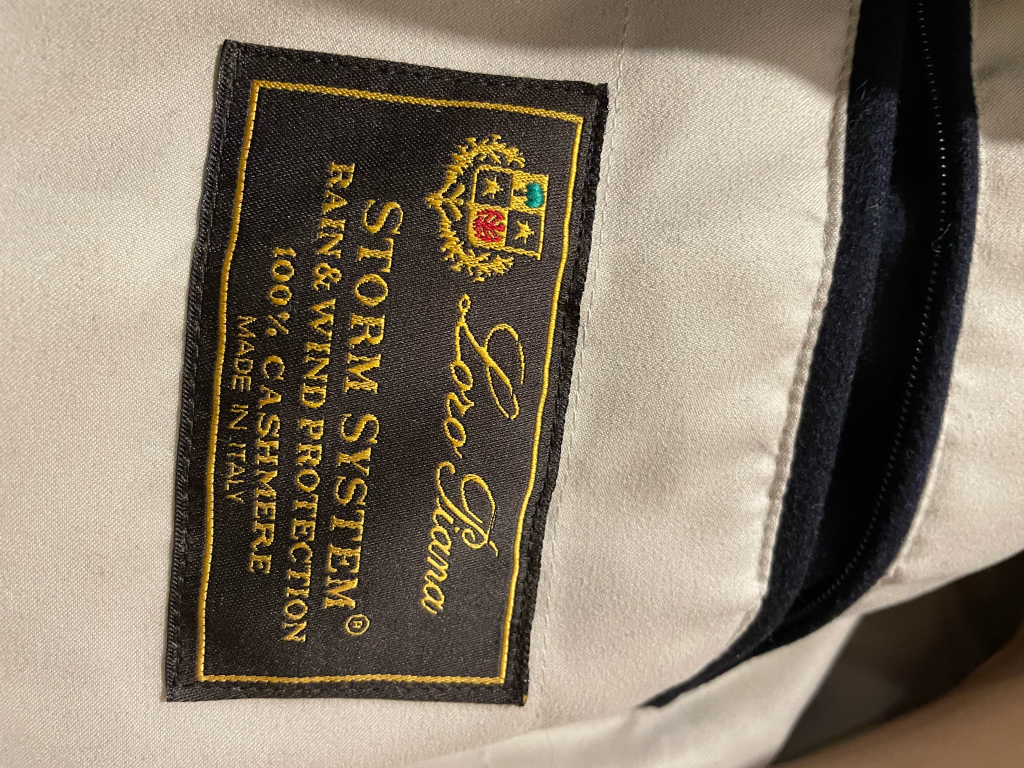 Loro Piana
STORM SYSTEM®
RAIN & WIND PROTECTION
100% CASHMERE
MADE IN ITALY